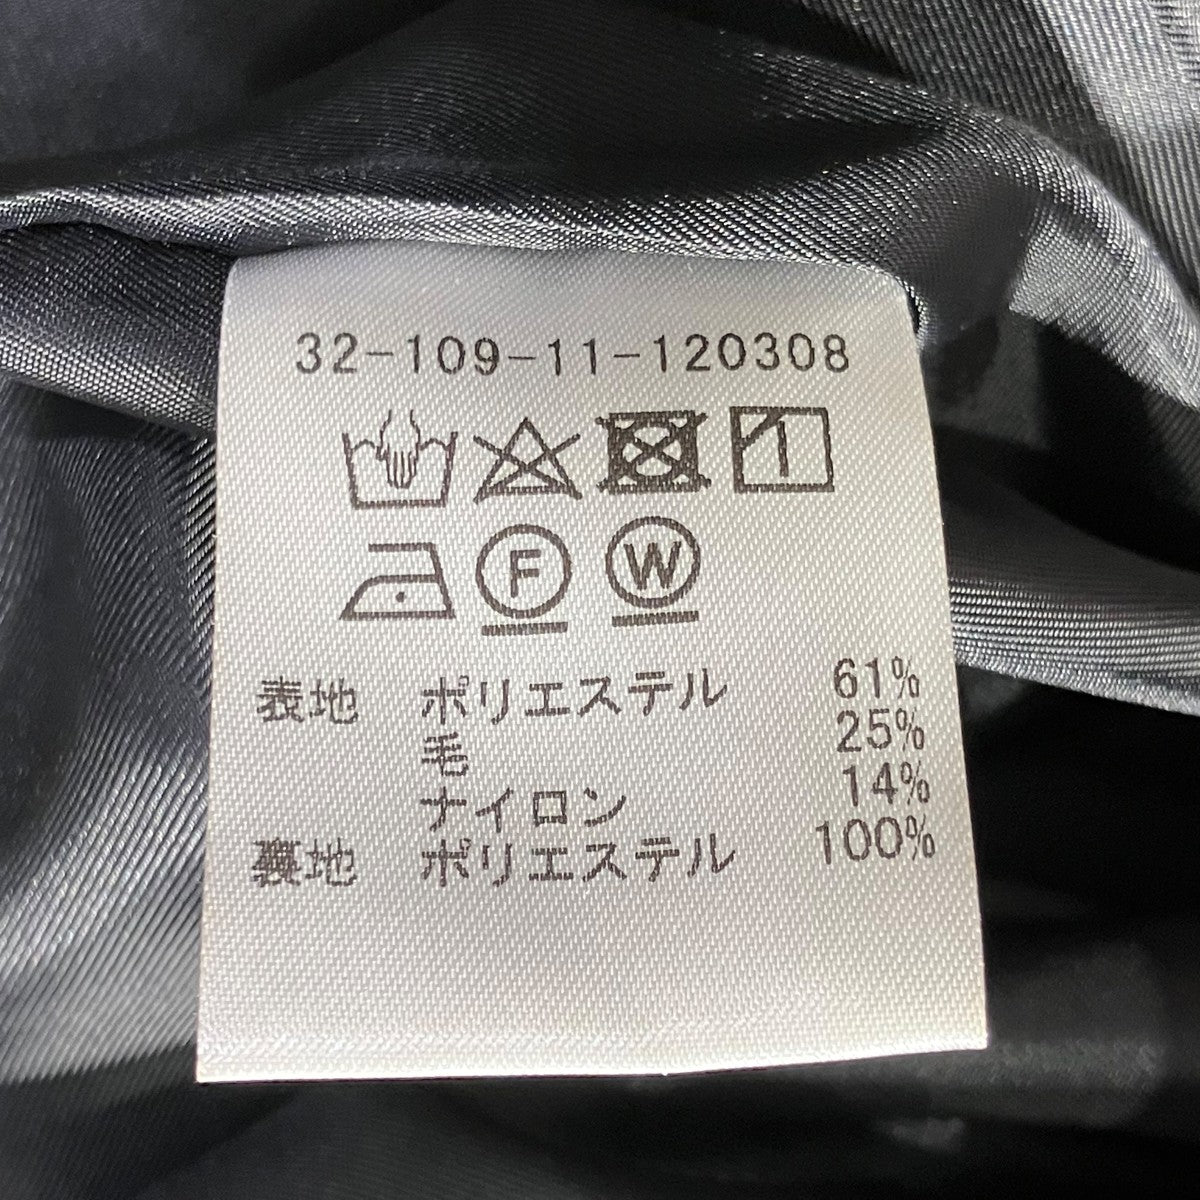 32-109-11-120308
F W
表地 ポリエステル 61%
毛 25%
ナイロン 14%
裏地 ポリエステル 100%